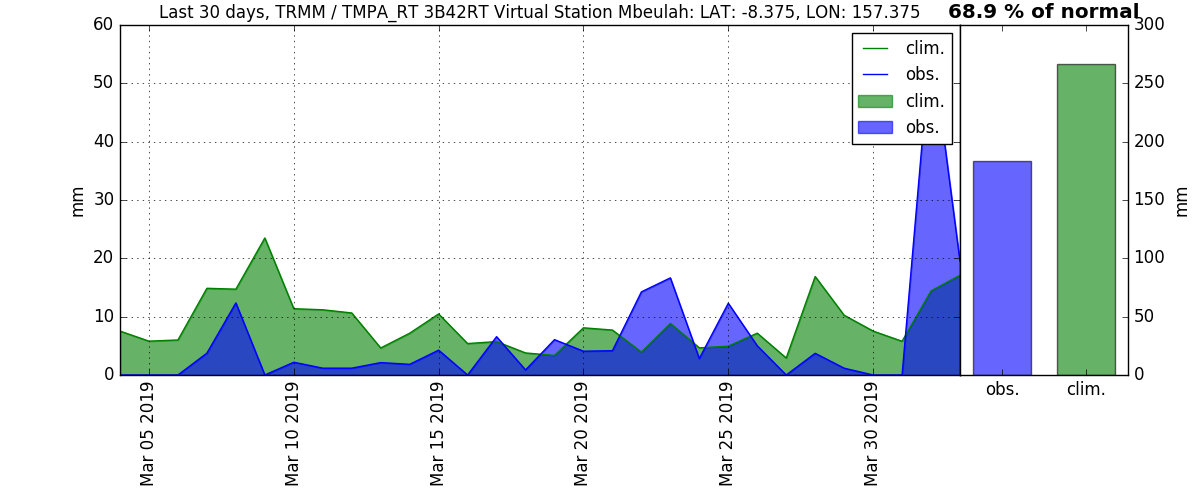 Last 30 days, TRMM / TMPA_RT 3B42RT Virtual Station Mbeulah: LAT: -8.375, LON: 157.375
68.9 % of normal
60
50
40
30
20
10
0
mm
clim.
obs.
clim.
obs.
300
250
200
150
100
50
0
mm
obs.
clim.
Mar 05 2019
Mar 10 2019
Mar 15 2019
Mar 20 2019
Mar 25 2019
Mar 30 2019